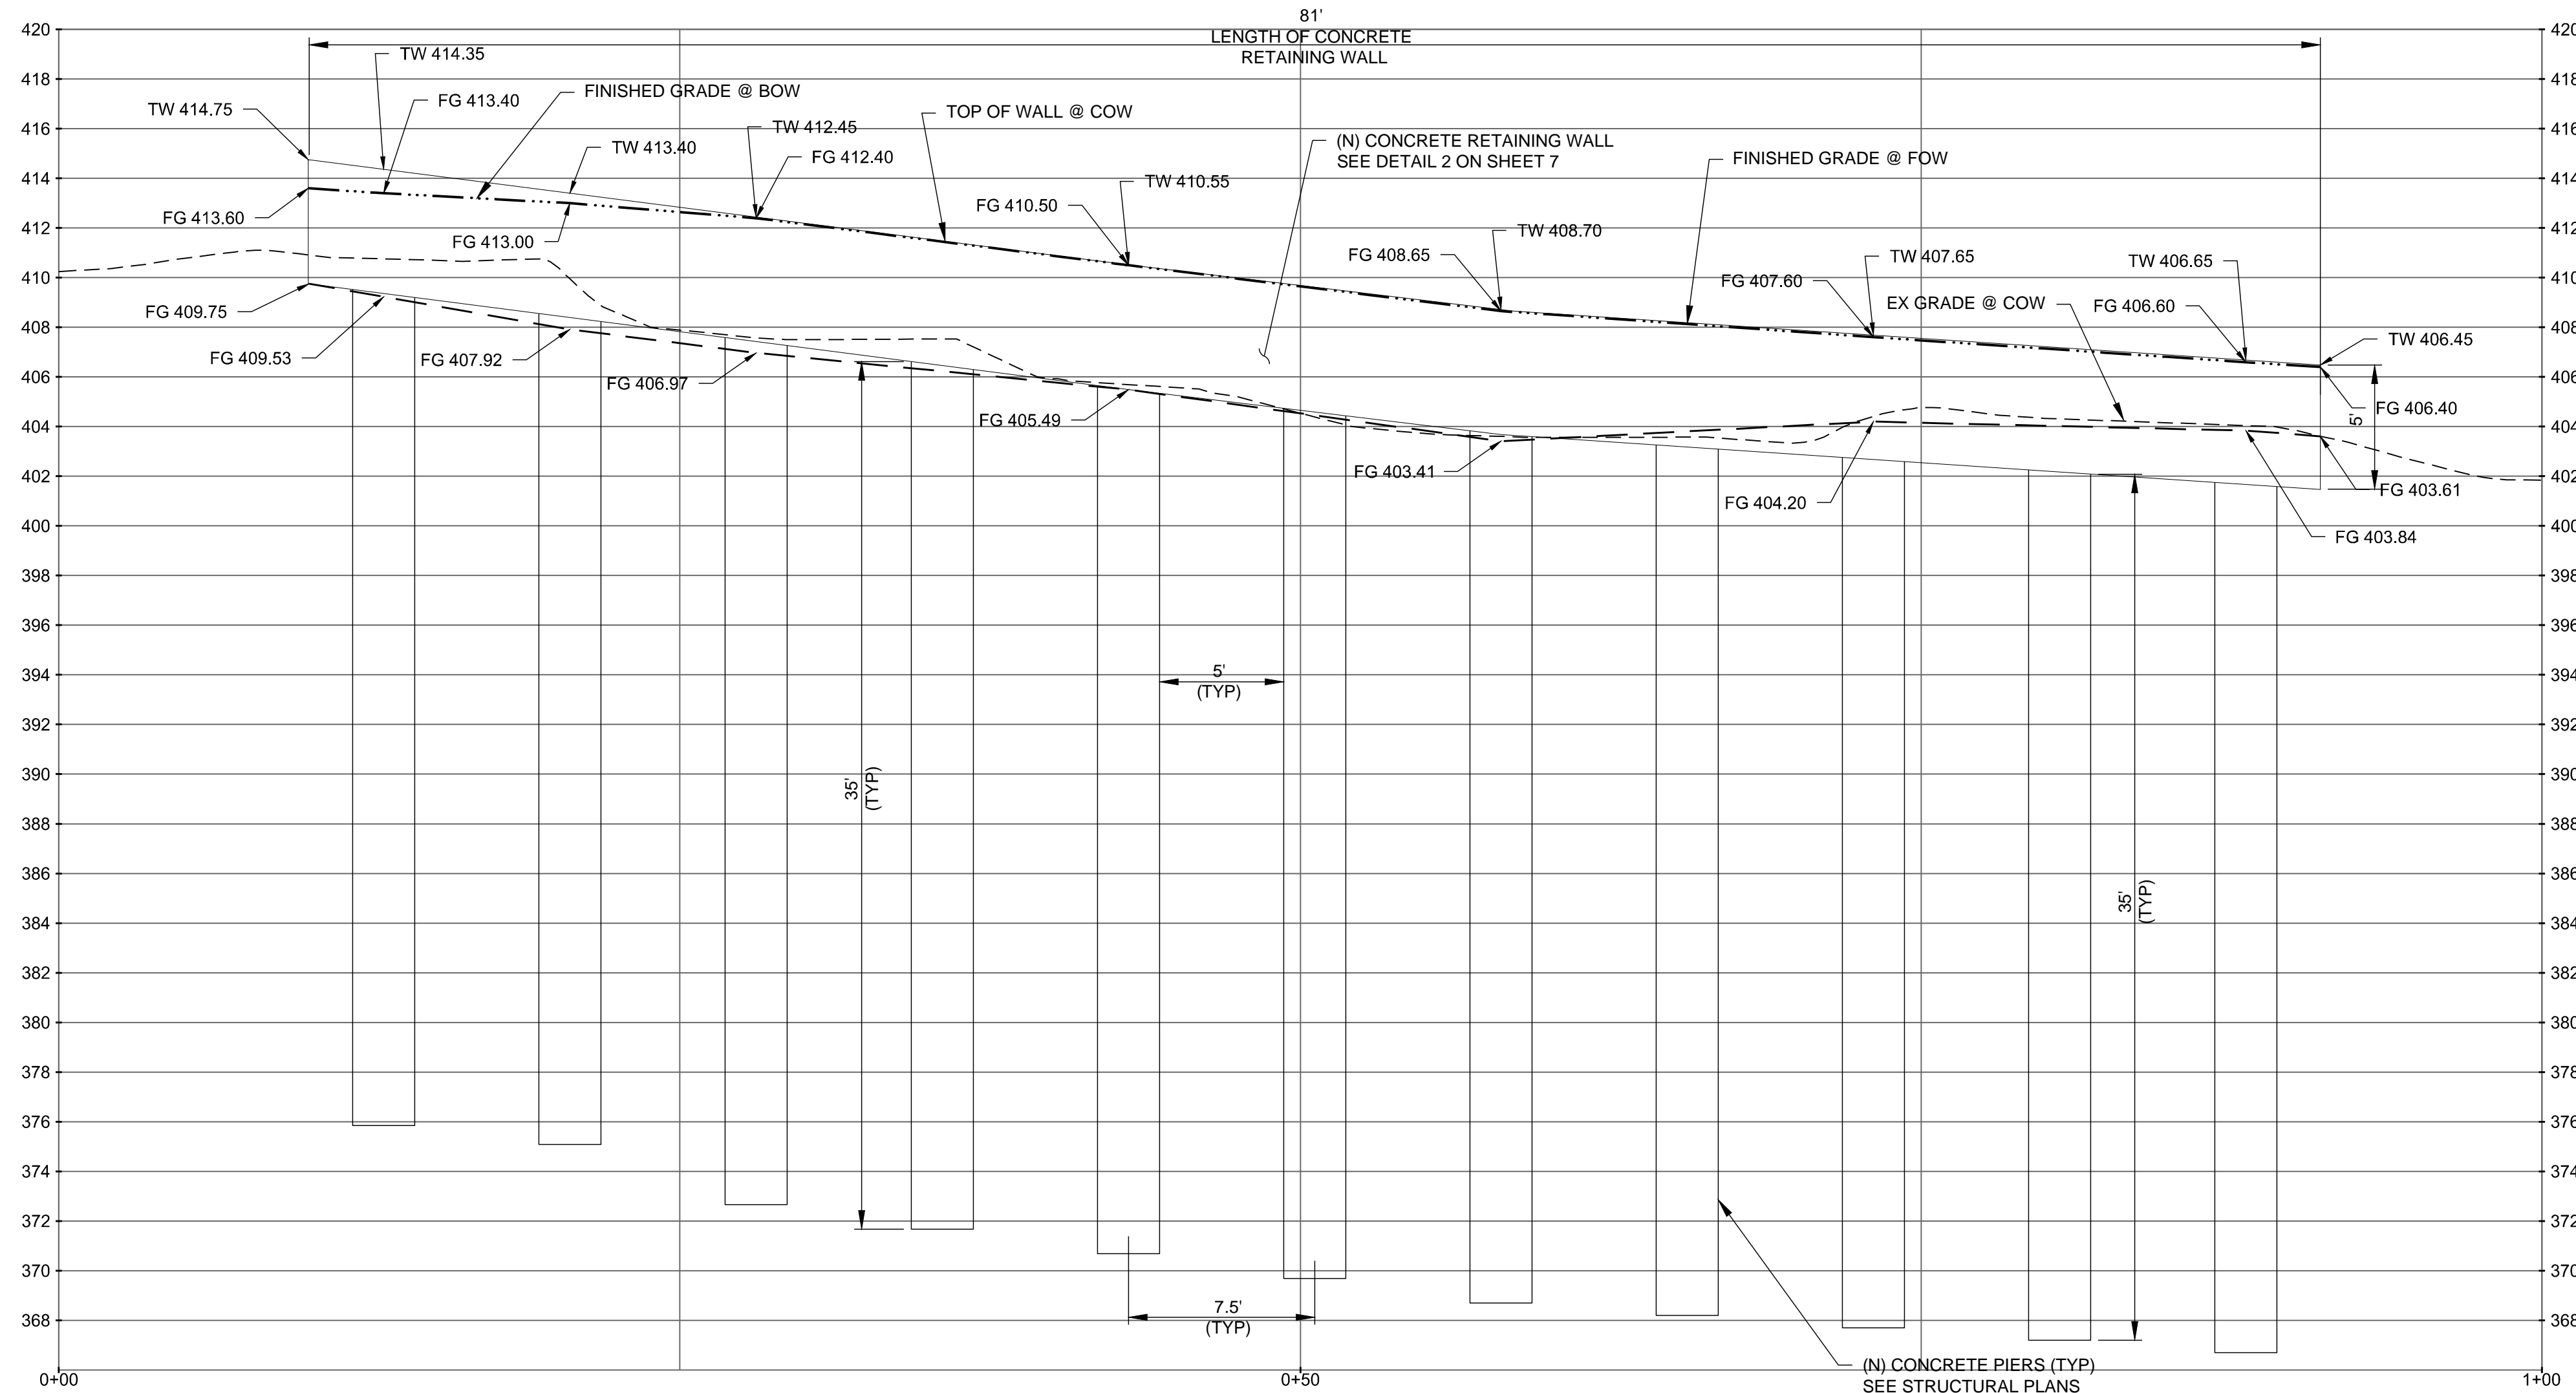 81'
LENGTH OF CONCRETE
RETAINING WALL
420
418
416
414
412
410
408
406
404
402
400
398
396
394
392
390
388
386
384
382
380
378
376
374
372
370
368
TW 414.35
TW 414.75
FG 413.40
FINISHED GRADE @ BOW
TOP OF WALL @ COW
TW 412.45
TW 413.40
FG 412.40
(N) CONCRETE RETAINING WALL
SEE DETAIL 2 ON SHEET 7
FINISHED GRADE @ FOW
FG 413.60
FG 413.00
FG 410.50
TW 410.55
FG 408.65
TW 408.70
FG 407.60
TW 407.65
TW 406.65
EX GRADE @ COW
FG 406.60
TW 406.45
FG 409.75
FG 409.53
FG 407.92
FG 406.97
FG 405.49
FG 403.41
FG 404.20
FG 406.40
5'
FG 403.61
FG 403.84
5'
(TYP)
35'
(TYP)
35'
(TYP)
7.5'
(TYP)
(N) CONCRETE PIERS (TYP)
SEE STRUCTURAL PLANS
420
418
416
414
412
410
408
406
404
402
400
398
396
394
392
390
388
386
384
382
380
378
376
374
372
370
368
0+00
0+50
1+00